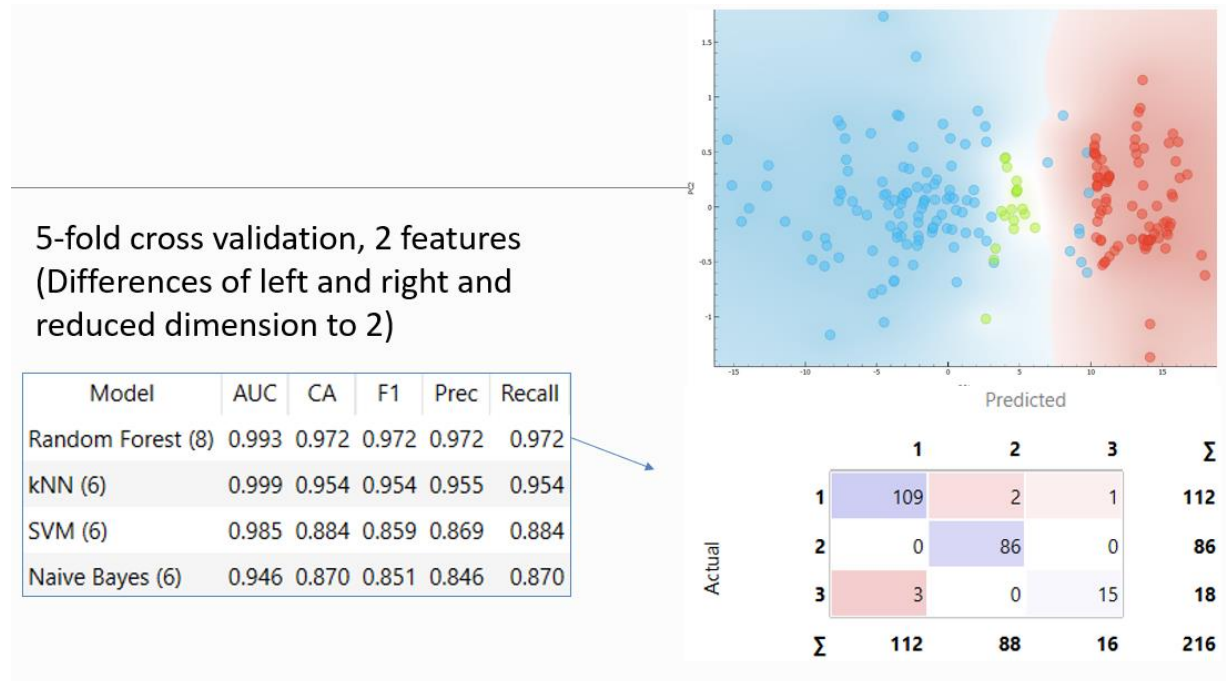 1.5
1
0.5
0
-0.5
-1
-15 -10 -5 0 5 10 15
5-fold cross validation, 2 features
(Differences of left and right and
reduced dimension to 2)
Model AUC CA F1 Prec Recall
Random Forest (8) 0.993 0.972 0.972 0.972 0.972
kNN (6) 0.999 0.954 0.954 0.955 0.954
SVM (6) 0.985 0.884 0.859 0.869 0.884
Naive Bayes (6) 0.946 0.870 0.851 0.846 0.870
Predicted
1 2 3 Σ
Actual
1 109 2 1 112
2 0 86 0 86
3 3 0 15 18
Σ 112 88 16 216